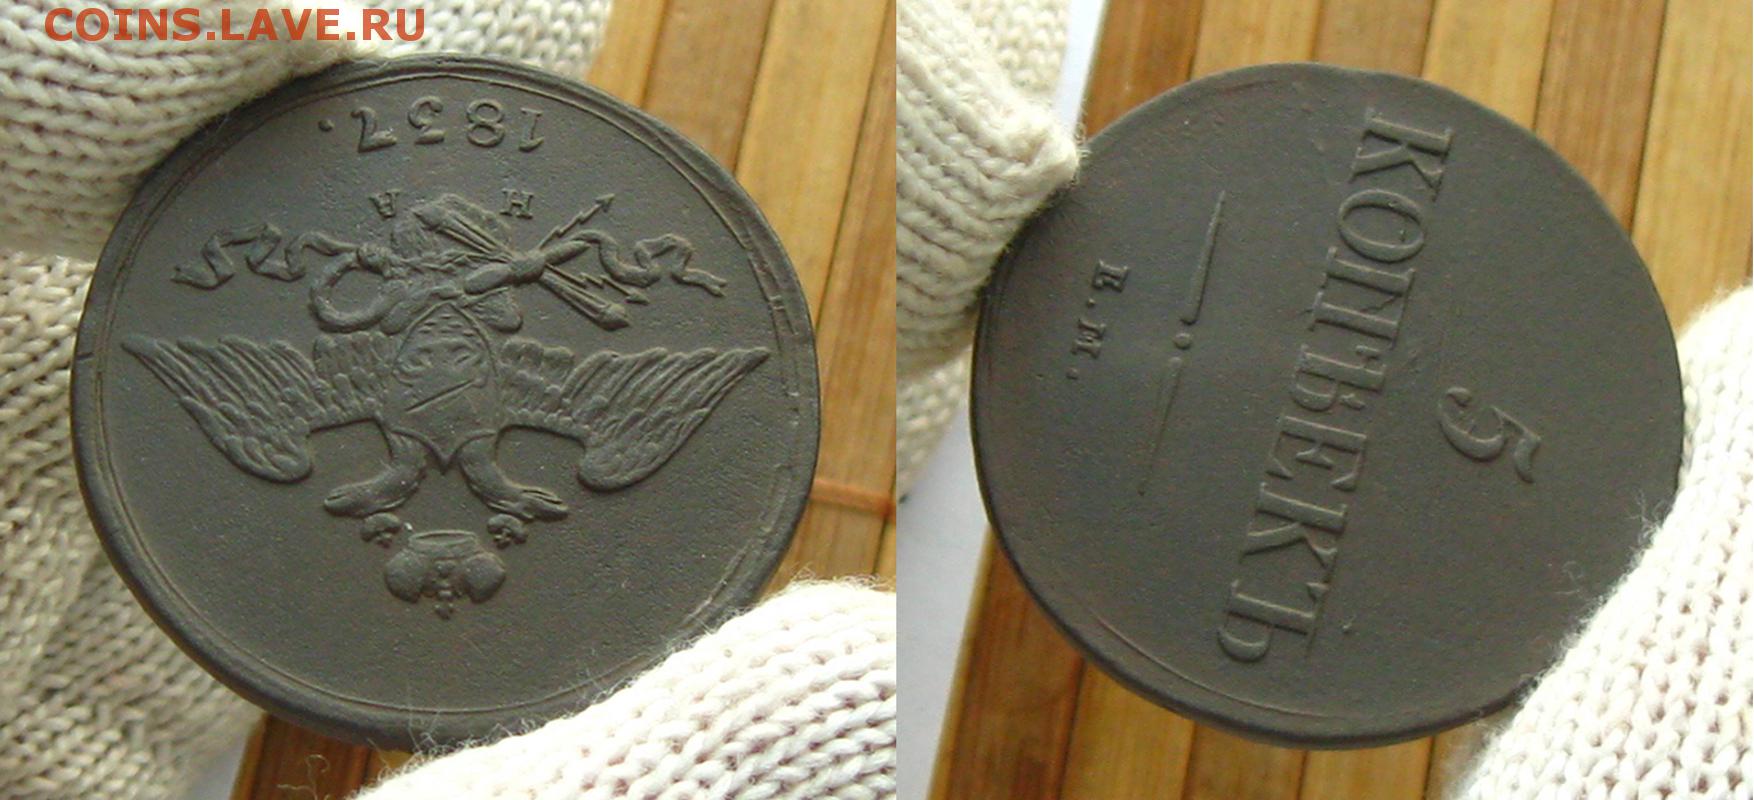 COINS.LAVE.RU
Н А
1837.
5
КОПѢЕКЪ
Е.М.